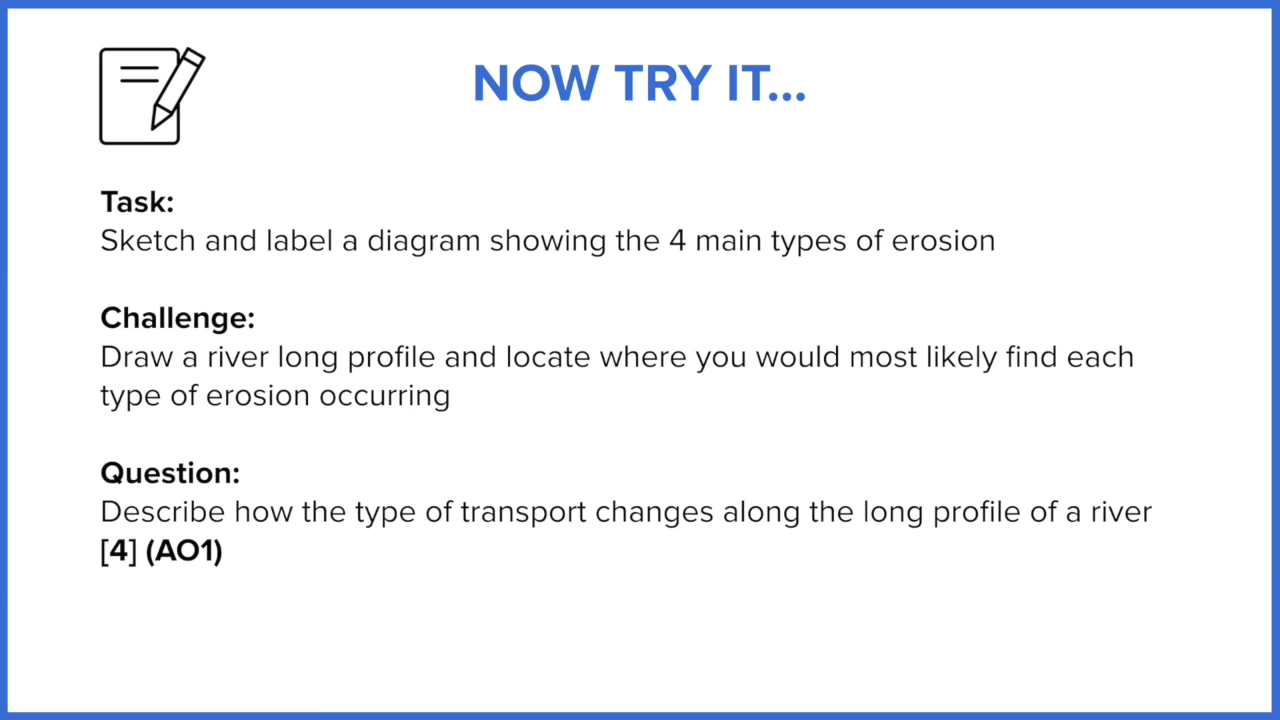 NOW TRY IT...
Task:
Sketch and label a diagram showing the 4 main types of erosion
Challenge:
Draw a river long profile and locate where you would most likely find each
type of erosion occurring
Question:
Describe how the type of transport changes along the long profile of a river
[4] (AO1)